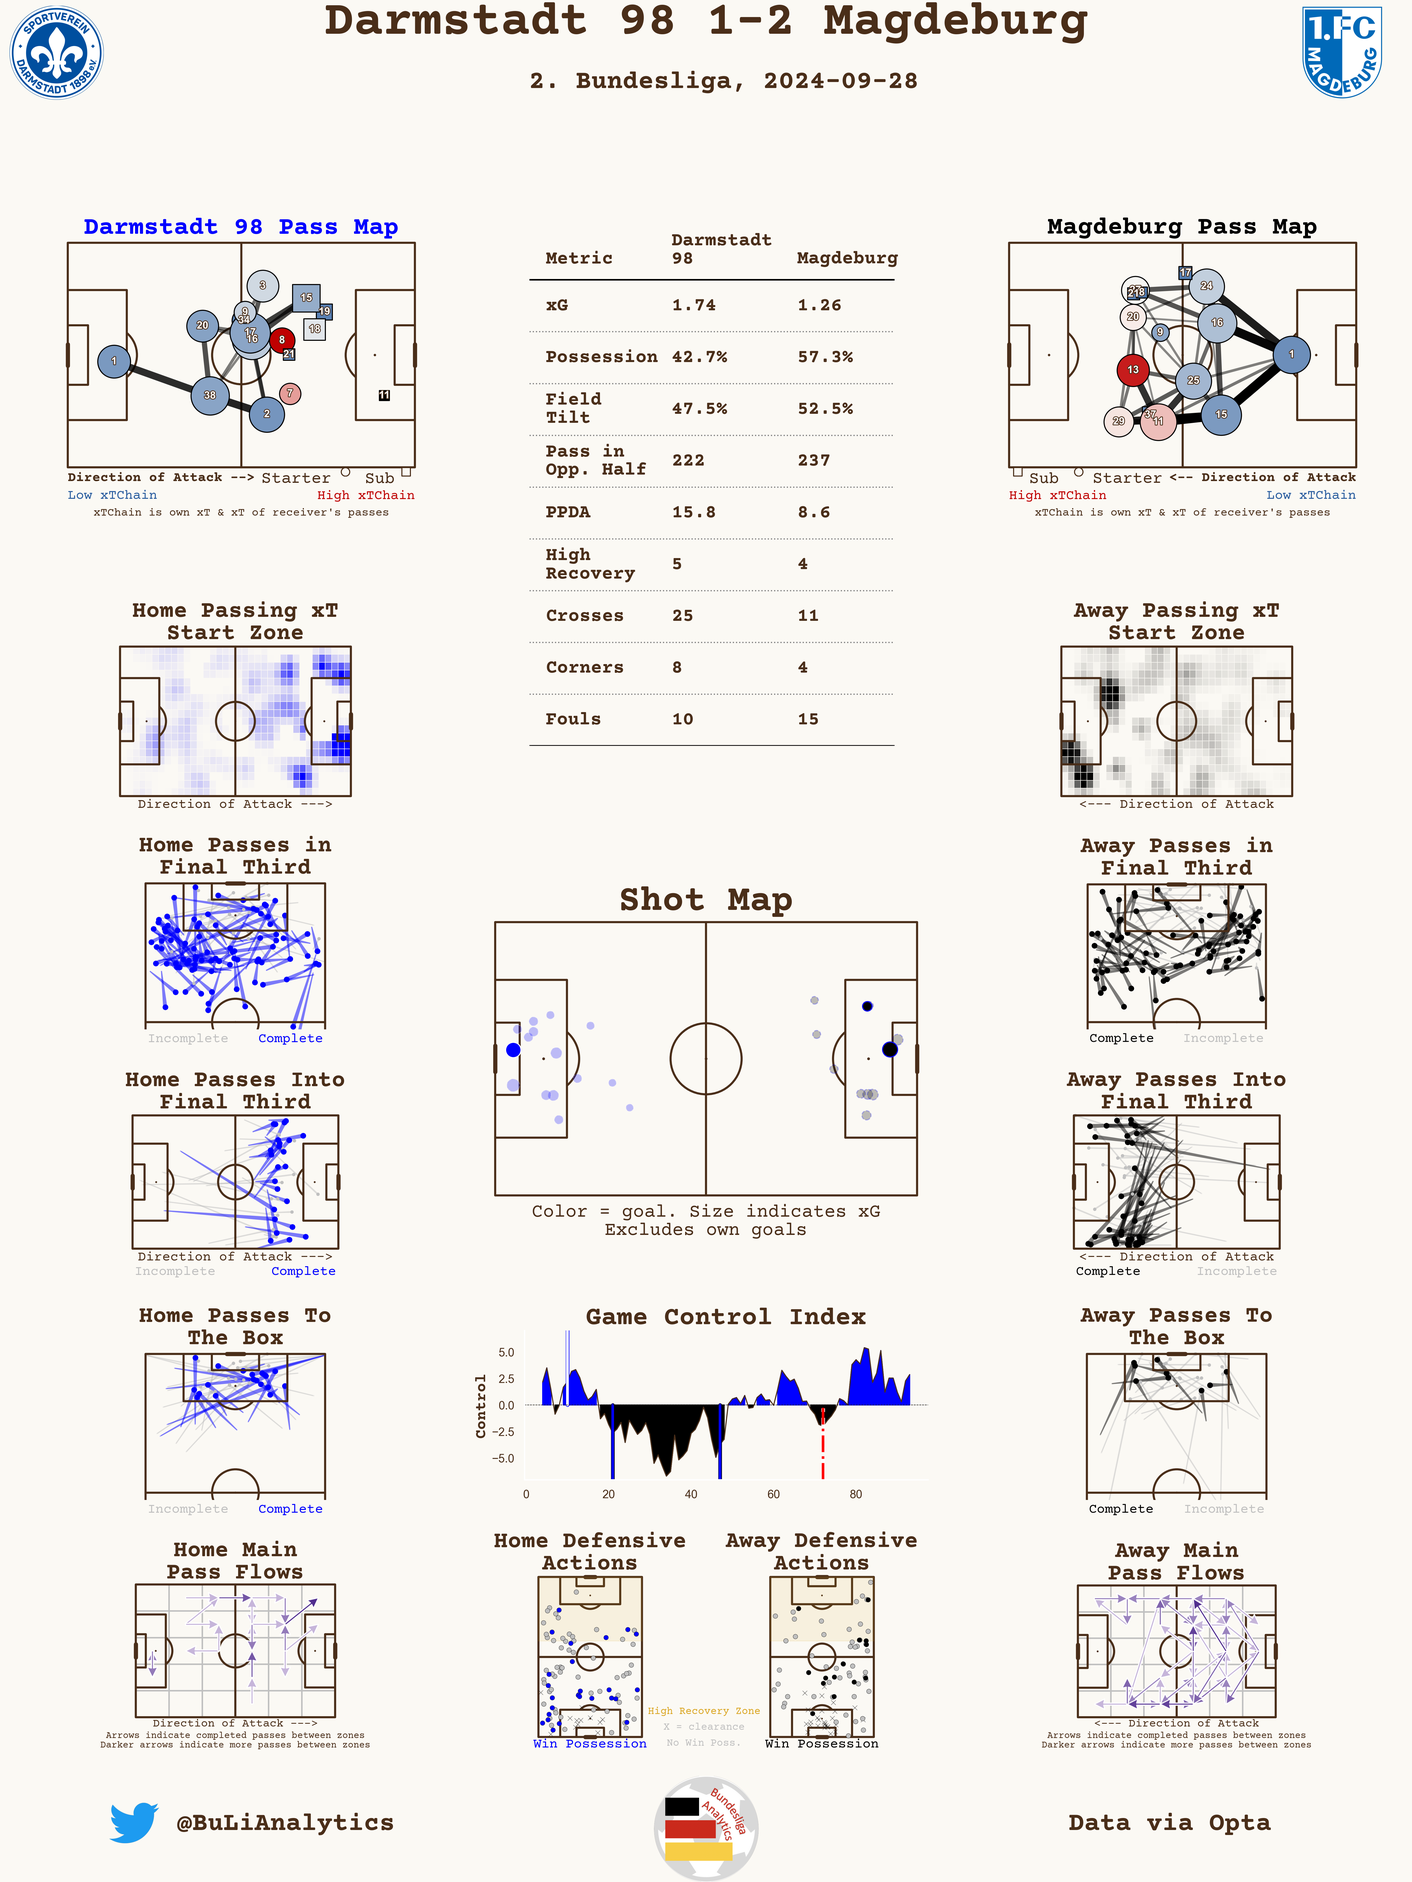 Darmstadt 98 1-2 Magdeburg
2. Bundesliga, 2024-09-28
SPORTVEREIN
DARMSTADT 1898 e.V.
1.FC
MAGDEBURG
Darmstadt 98 Pass Map
1
20
38
3
9
34
17
16
2
8
7
15
19
18
21
11
Direction of Attack --> Starter Sub
Low xTChain High xTChain
xTChain is own xT & xT of receiver's passes
Metric Darmstadt 98 Magdeburg
xG 1.74 1.26
Possession 42.7% 57.3%
Field Tilt 47.5% 52.5%
Pass in Opp. Half 222 237
PPDA 15.8 8.6
High Recovery 5 4
Crosses 25 11
Corners 8 4
Fouls 10 15
Magdeburg Pass Map
17
24
20
9
16
1
13
25
29
37
11
15
Sub Starter <-- Direction of Attack
High xTChain Low xTChain
xTChain is own xT & xT of receiver's passes
Home Passing xT
Start Zone
Direction of Attack --->
Away Passing xT
Start Zone
<--- Direction of Attack
Home Passes in
Final Third
Incomplete Complete
Away Passes in
Final Third
Complete Incomplete
Shot Map
Color = goal. Size indicates xG
Excludes own goals
Home Passes Into
Final Third
Direction of Attack --->
Incomplete Complete
Away Passes Into
Final Third
<--- Direction of Attack
Complete Incomplete
Home Passes To
The Box
Incomplete Complete
Game Control Index
Control
5.0
2.5
0.0
−2.5
−5.0
0 20 40 60 80
Away Passes To
The Box
Complete Incomplete
Home Main
Pass Flows
Direction of Attack --->
Arrows indicate completed passes between zones
Darker arrows indicate more passes between zones
Home Defensive
Actions
Win Possession
High Recovery Zone
X = clearance
No Win Poss.
Away Defensive
Actions
Win Possession
Away Main
Pass Flows
<--- Direction of Attack
Arrows indicate completed passes between zones
Darker arrows indicate more passes between zones
@BuLiAnalytics
Bundesliga
Analytics
Data via Opta